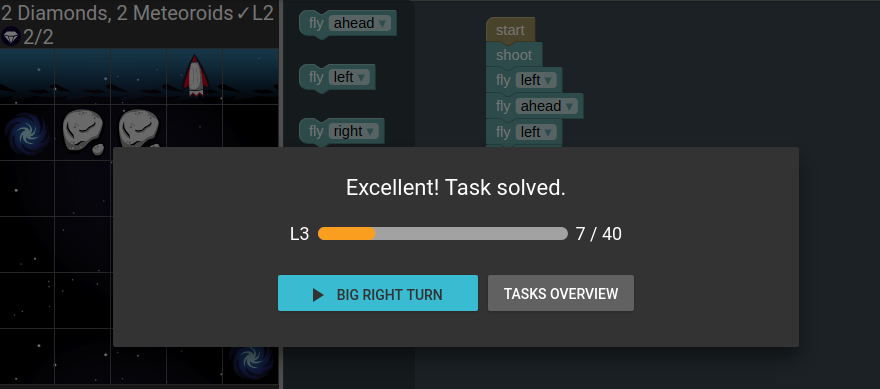 2 Diamonds, 2 Meteoroids✓L2
2/2
fly ahead
fly left
fly right
start
shoot
fly left
fly ahead
fly left
Excellent! Task solved.
L3 7 / 40
BIG RIGHT TURN
TASKS OVERVIEW